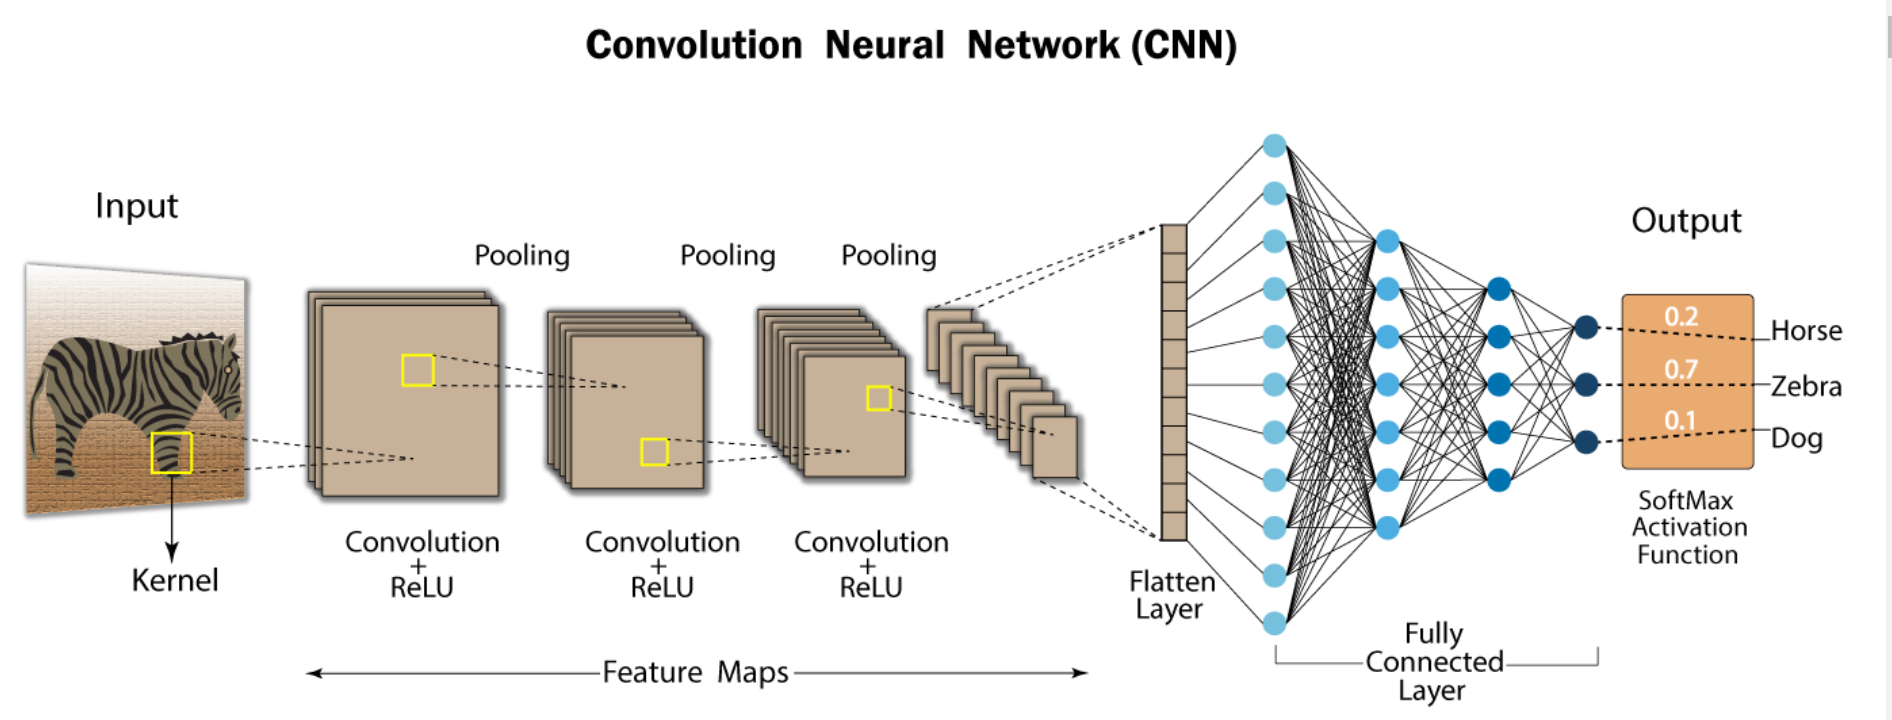 Convolution Neural Network (CNN)
Input
Kernel
Pooling
Pooling
Pooling
Convolution
+
ReLU
Convolution
+
ReLU
Convolution
+
ReLU
Feature Maps
Flatten
Layer
Fully
Connected
Layer
Output
0.2
Horse
0.7
Zebra
0.1
Dog
SoftMax
Activation
Function